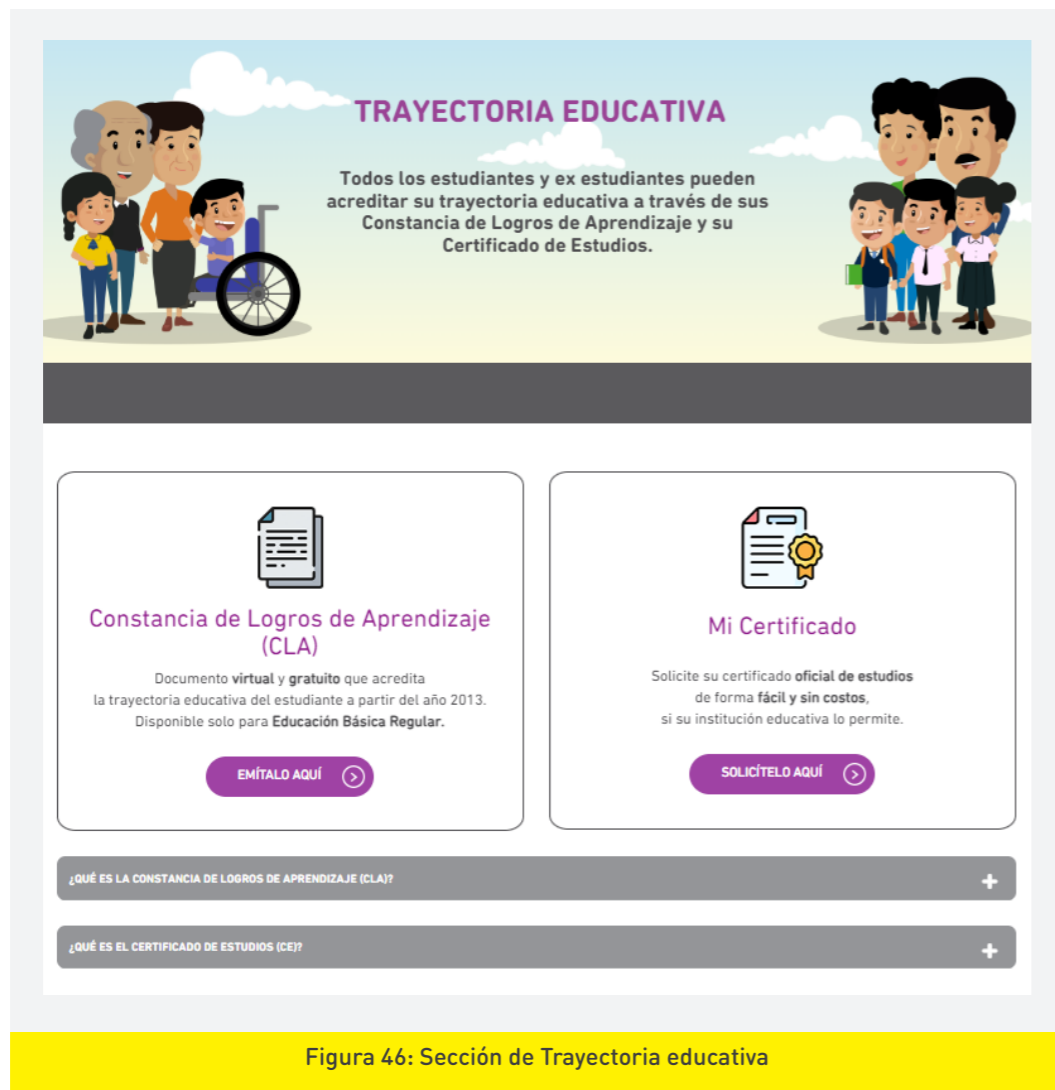 TRAYECTORIA EDUCATIVA
Todos los estudiantes y ex estudiantes pueden
acreditar su trayectoria educativa a través de sus
Constancia de Logros de Aprendizaje y su
Certificado de Estudios.
Constancia de Logros de Aprendizaje
(CLA)
Documento virtual y gratuito que acredita
la trayectoria educativa del estudiante a partir del año 2013.
Disponible solo para Educación Básica Regular.
EMÍTALO AQUÍ
Mi Certificado
Solicite su certificado oficial de estudios
de forma fácil y sin costos,
si su institución educativa lo permite.
SOLICÍTELO AQUÍ
¿QUÉ ES LA CONSTANCIA DE LOGROS DE APRENDIZAJE (CLA)?
¿QUÉ ES EL CERTIFICADO DE ESTUDIOS (CE)?
Figura 46: Sección de Trayectoria educativa